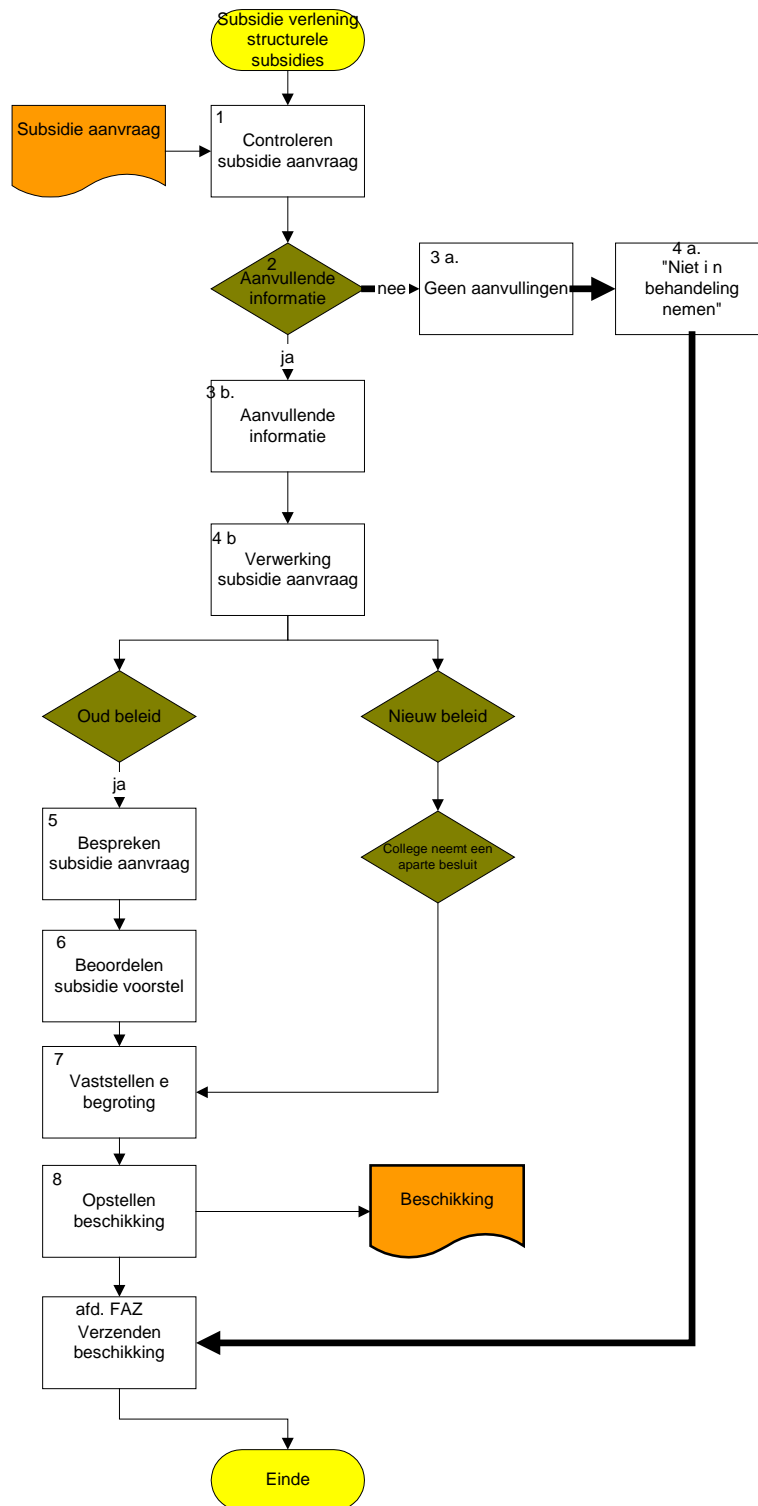 Subsidie verlening
structurele
subsidies
Subsidie aanvraag
1
Controleren
subsidie aanvraag
2
Aanvullende
informatie
nee
3 a.
Geen aanvullingen
4 a.
"Niet i n
behandeling
nemen"
ja
3 b.
Aanvullende
informatie
4 b
Verwerking
subsidie aanvraag
Oud beleid
Nieuw beleid
ja
5
Bespreken
subsidie aanvraag
College neemt een
aparte besluit
6
Beoordelen
subsidie voorstel
7
Vaststellen e
begroting
8
Opstellen
beschikking
Beschikking
afd. FAZ
Verzenden
beschikking
Einde